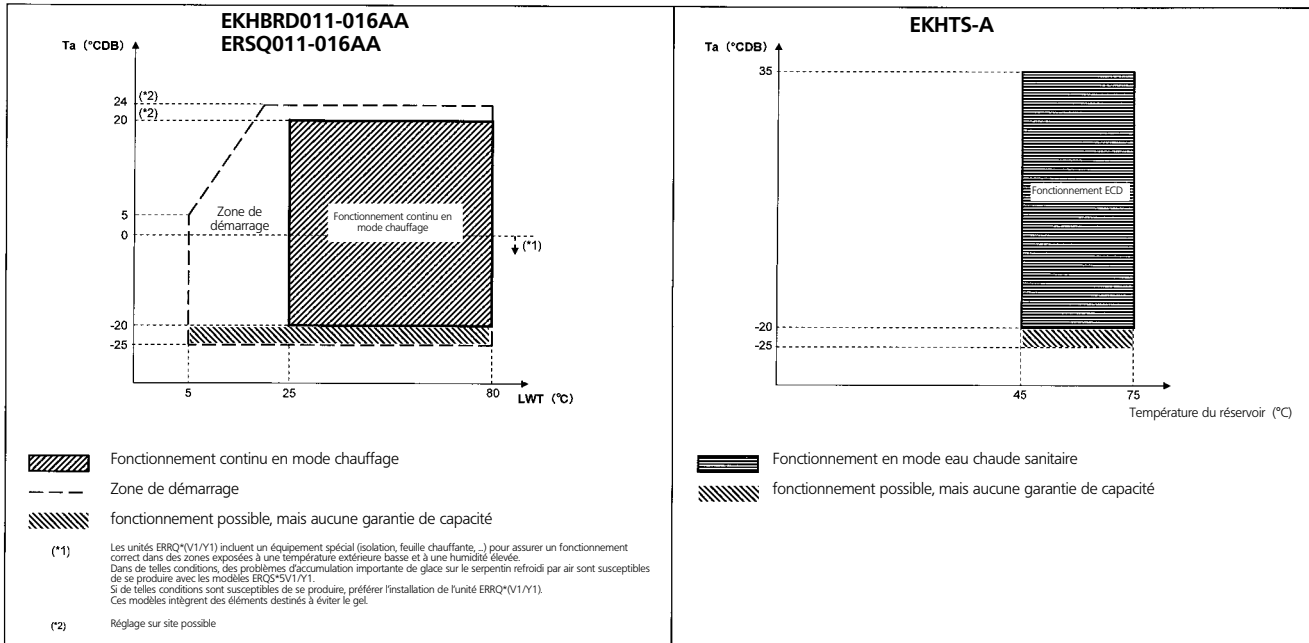 EKHBRD011-016AA
ERSQ011-016AA
Ta (°CDB)
24
(*2)
20
(*2)
5
0
-20
-25
Zone de
démarrage
Fonctionnement continu en
mode chauffage
(*1)
5
25
80
LWT (°C)
Fonctionnement continu en mode chauffage
Zone de démarrage
fonctionnement possible, mais aucune garantie de capacité
(*1) Les unités ERRQ*(V1/Y1) incluent un équipement spécial (isolation, feuille chauffante, ...) pour assurer un fonctionnement
correct dans des zones exposées à une température extérieure basse et à une humidité élevée.
Dans de telles conditions, des problèmes d'accumulation importante de glace sur le serpentin refroidi par air sont susceptibles
de se produire avec les modèles ERQS*5V1/Y1.
Si de telles conditions sont susceptibles de se produire, préférer l'installation de l'unité ERRQ*(V1/Y1).
Ces modèles intègrent des éléments destinés à éviter le gel.
(*2) Réglage sur site possible
EKHTS-A
Ta (°CDB)
35
-20
-25
Fonctionnement ECD
45
75
Température du réservoir (°C)
Fonctionnement en mode eau chaude sanitaire
fonctionnement possible, mais aucune garantie de capacité